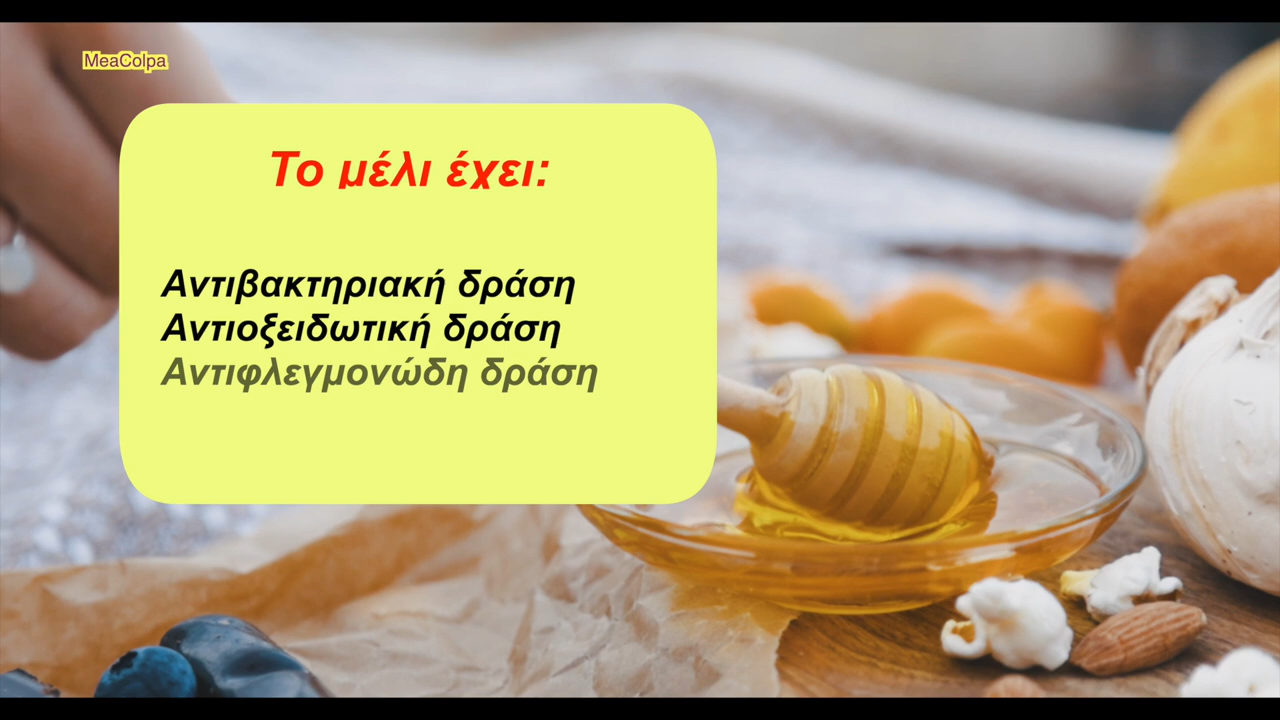 MeaColpa
Το μέλι έχει:
Αντιβακτηριακή δράση
Αντιοξειδωτική δράση
Αντιφλεγμονώδη δράση